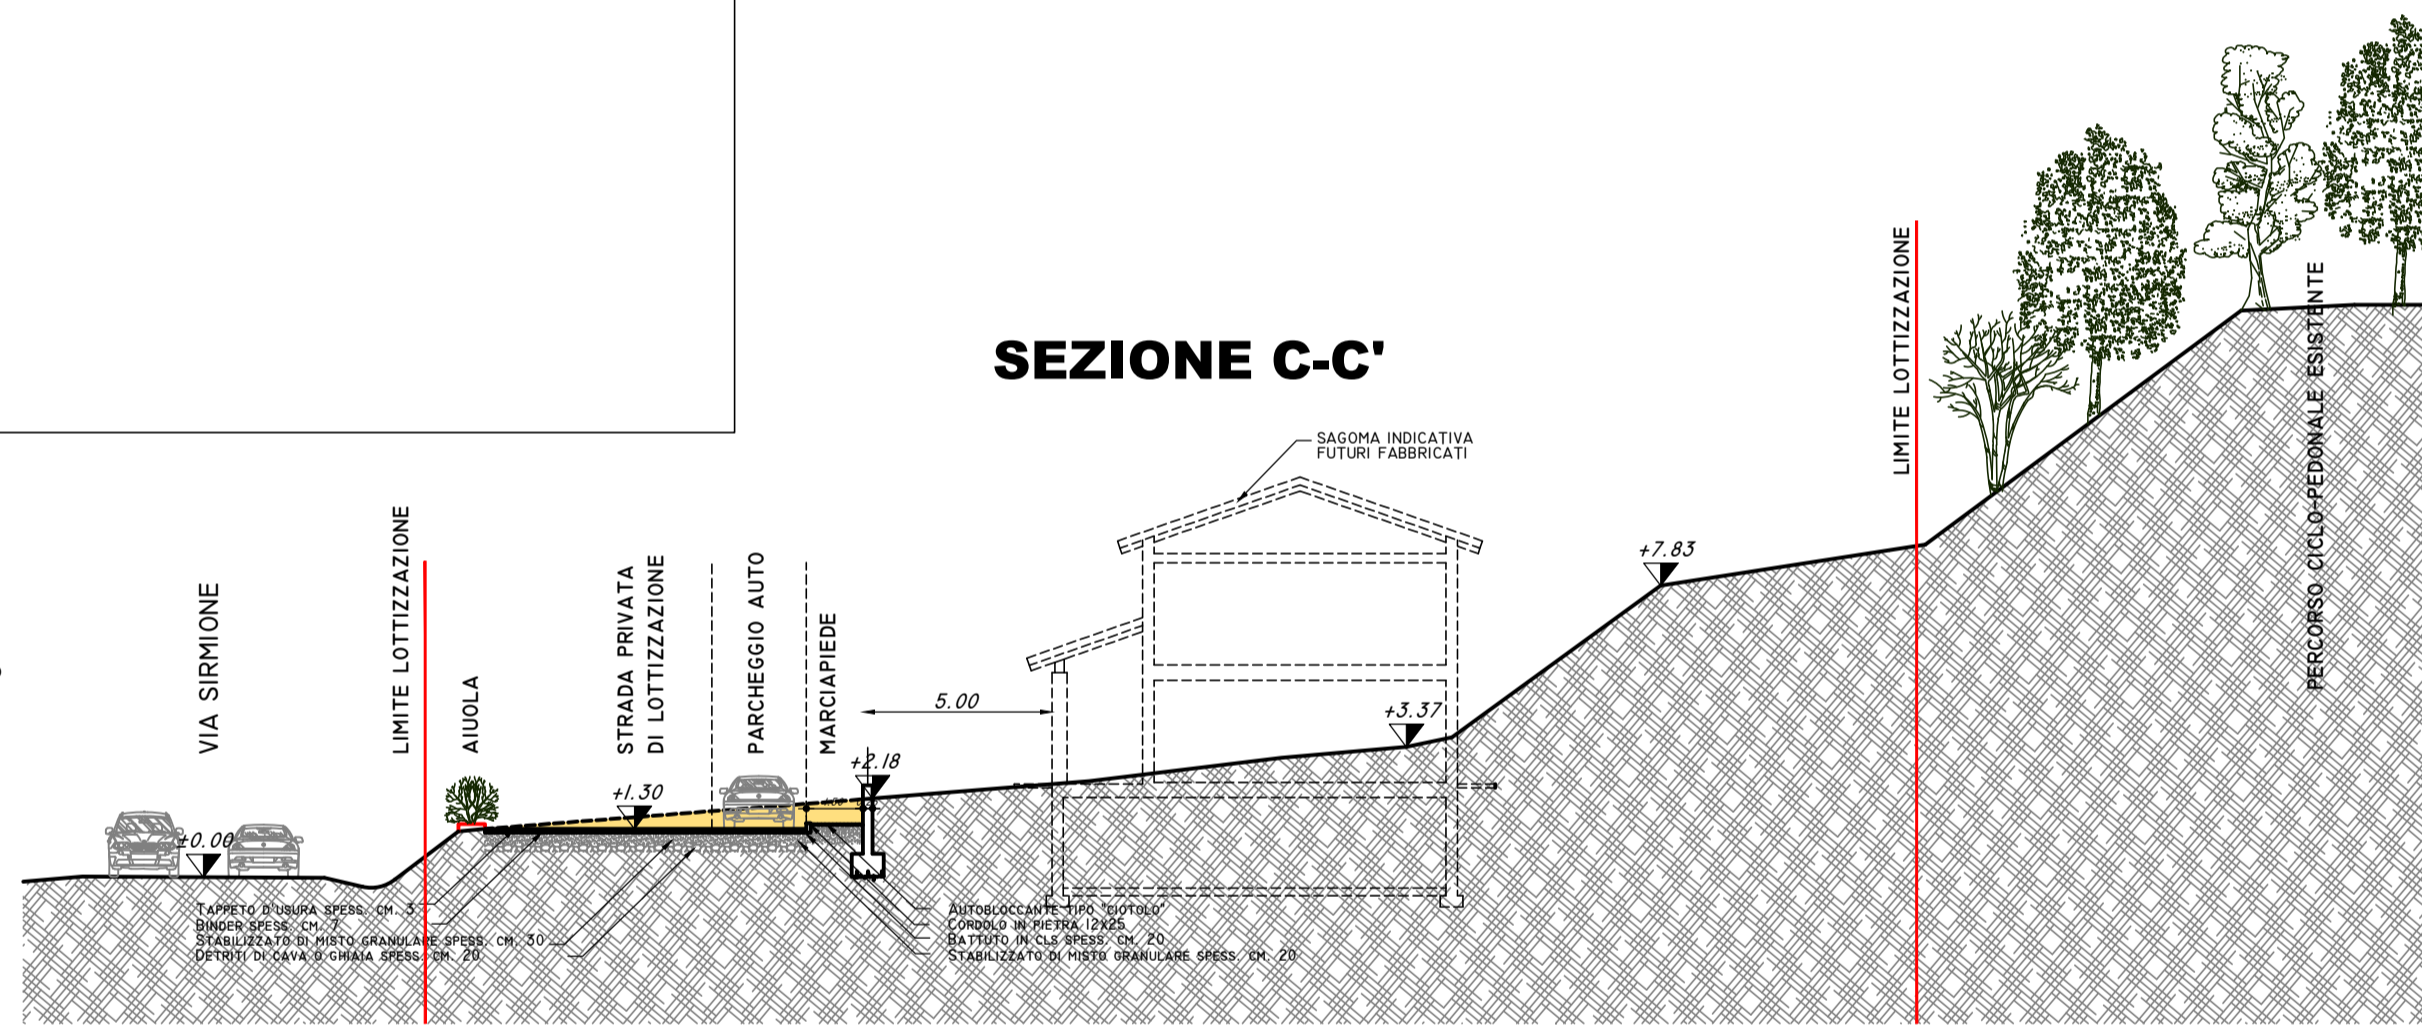 SEZIONE C-C'
SAGOMA INDICATIVA
FUTURI FABBRICATI
VIA SIRMIONE
LIMITE LOTTIZZAZIONE
AIUOLA
STRADA PRIVATA
DI LOTTIZZAZIONE
PARCHEGGIO AUTO
MARCIAPIEDE
LIMITE LOTTIZZAZIONE
PERCORSO CICLO-PEDONALE ESISTENTE
±0.00
+1.30
+2.18
5.00
+3.37
+7.83
TAPPETO D'USURA SPESS. CM. 3
BINDER SPESS. CM. 7
STABILIZZATO DI MISTO GRANULARE SPESS. CM. 30
DETRITI DI CAVA O GHIAIA SPESS. CM. 20
AUTOBLOCCANTE TIPO "CIOTOLO"
CORDOLO IN PIETRA 12X25
BATTUTO IN CLS SPESS. CM. 20
STABILIZZATO DI MISTO GRANULARE SPESS. CM. 20